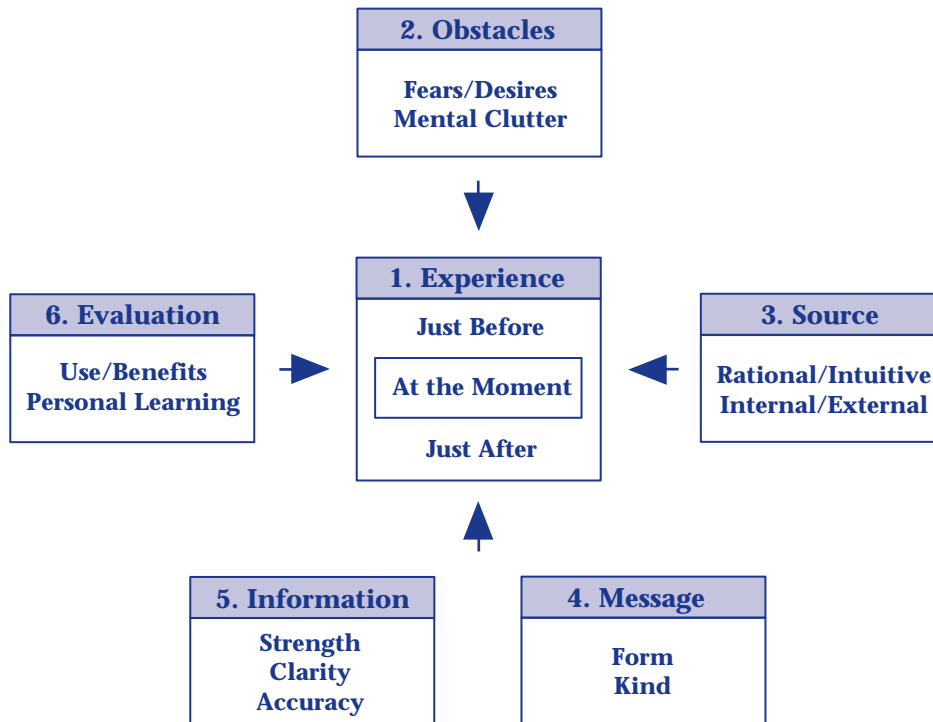 2. Obstacles
Fears/Desires
Mental Clutter
1. Experience
Just Before
At the Moment
Just After
6. Evaluation
Use/Benefits
Personal Learning
3. Source
Rational/Intuitive
Internal/External
5. Information
Strength
Clarity
Accuracy
4. Message
Form
Kind